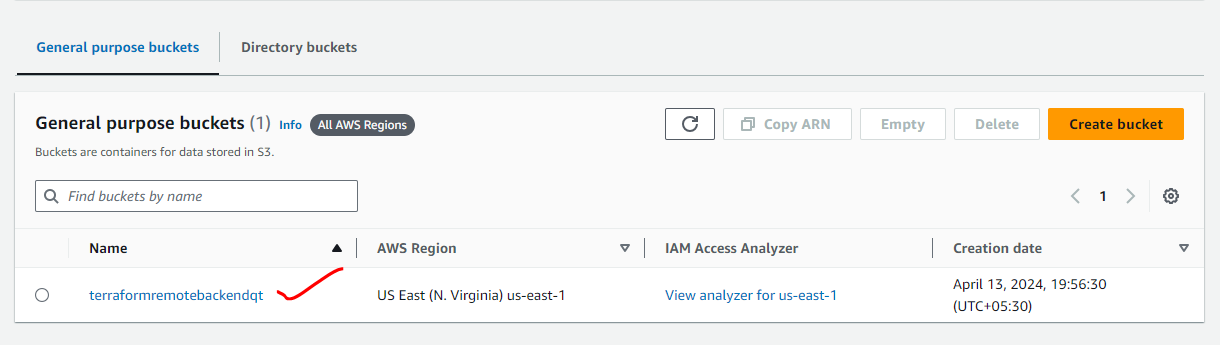 General purpose buckets
Directory buckets
General purpose buckets (1) Info All AWS Regions
Copy ARN
Empty
Delete
Create bucket
Buckets are containers for data stored in S3.
Find buckets by name
1
Name
AWS Region
IAM Access Analyzer
Creation date
terraformremotebackendqt
US East (N. Virginia) us-east-1
View analyzer for us-east-1
April 13, 2024, 19:56:30
(UTC+05:30)